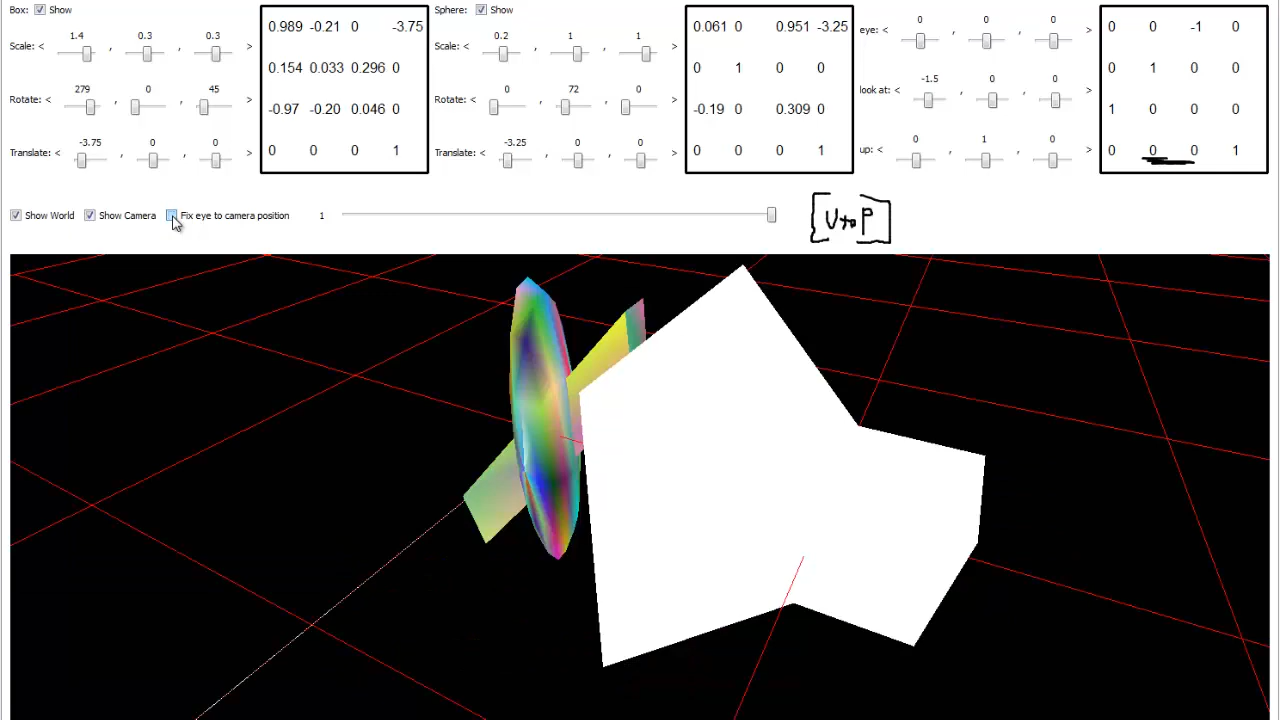 Box: Show
Scale: < 1.4 , 0.3 , 0.3 >
Rotate: < 279 , 0 , 45 >
Translate: < -3.75 , 0 , 0 >
0.989 -0.21 0 -3.75
0.154 0.033 0.296 0
-0.97 -0.20 0.046 0
0 0 0 1
Sphere: Show
Scale: < 0.2 , 1 , 1 >
Rotate: < 0 , 72 , 0 >
Translate: < -3.25 , 0 , 0 >
0.061 0 0.951 -3.25
0 1 0 0
-0.19 0 0.309 0
0 0 0 1
eye: < 0 , 0 , 0 >
look at: < -1.5 , 0 , 0 >
up: < 0 , 1 , 0 >
0 0 -1 0
0 1 0 0
1 0 0 0
0 0 0 1
Show World Show Camera Fix eye to camera position 1
[V to P]